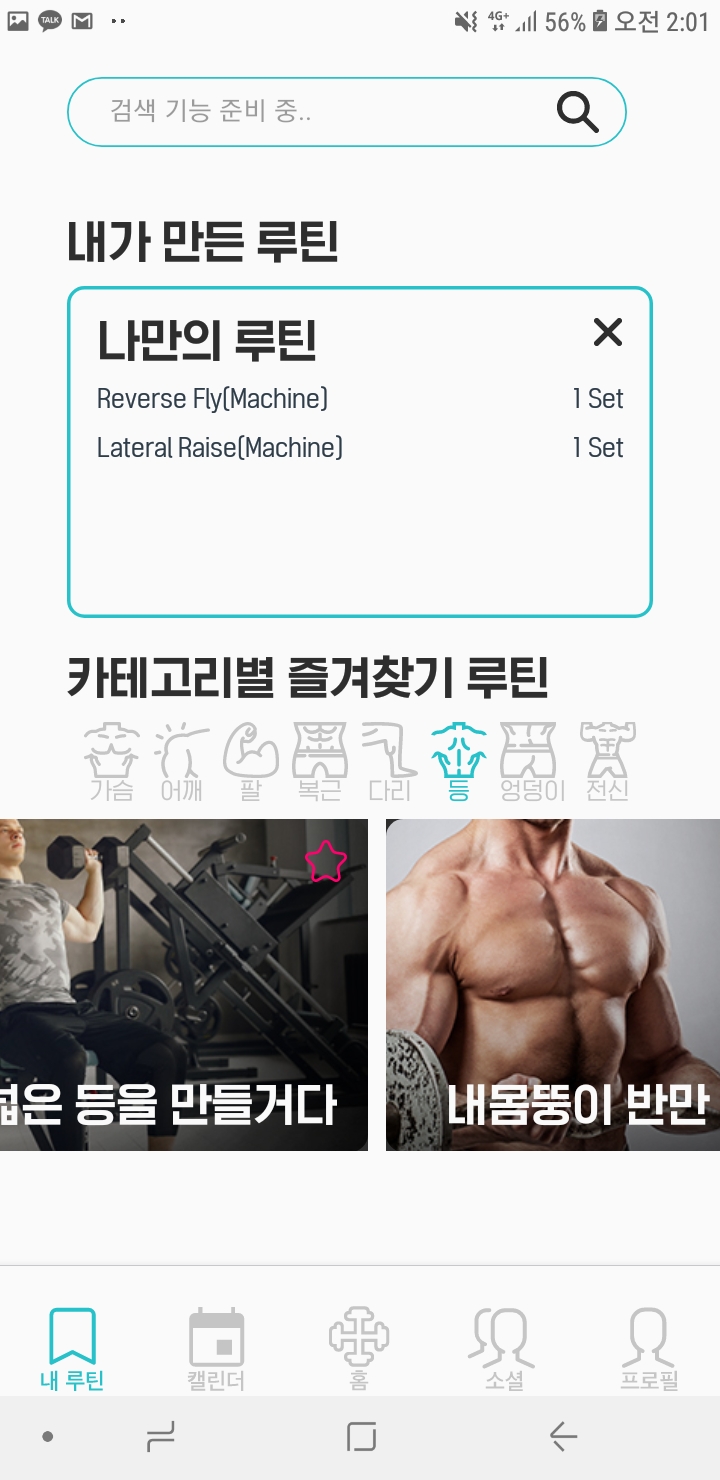 TALK 4G+ 56% 오전 2:01
검색 기능 준비 중..
내가 만든 루틴
나만의 루틴
Reverse Fly(Machine) 1 Set
Lateral Raise(Machine) 1 Set
카테고리별 즐겨찾기 루틴
가슴 어깨 팔 복근 다리 등 엉덩이 전신
넓은 등을 만들거다
내몸뚱이 반만
내 루틴 캘린더 홈 소셜 프로필